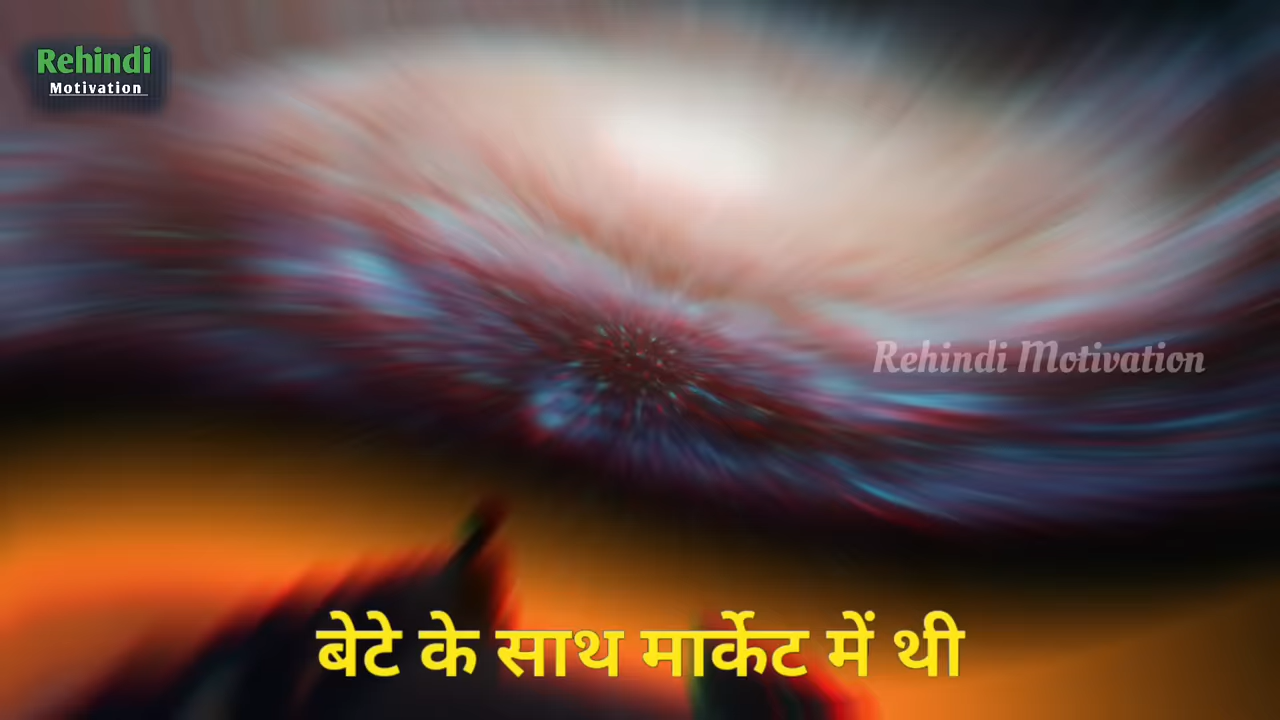 Rehindi
Motivation
Rehindi Motivation
बेटे के साथ मार्केट में थी